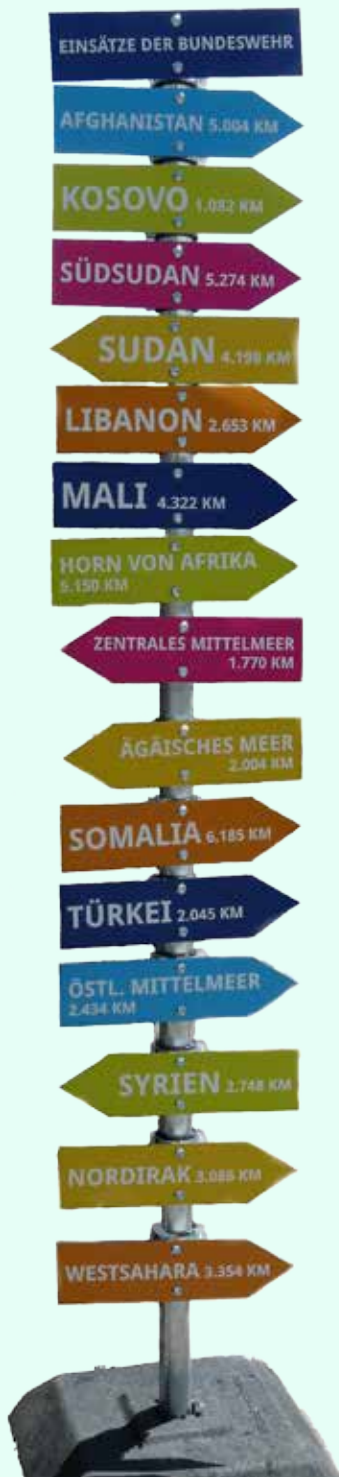 EINSÄTZE DER BUNDESWEHR
AFGHANISTAN 5.004 KM
KOSOVO 1.082 KM
SÜDSUDAN 5.274 KM
SUDAN 4.198 KM
LIBANON 2.653 KM
MALI 4.322 KM
HORN VON AFRIKA
5.150 KM
ZENTRALES MITTELMEER
1.770 KM
ÄGÄISCHES MEER
2.004 KM
SOMALIA 6.185 KM
TÜRKEI 2.045 KM
ÖSTL. MITTELMEER
2.434 KM
SYRIEN 2.748 KM
NORDIRAK 3.086 KM
WESTSAHARA 3.354 KM